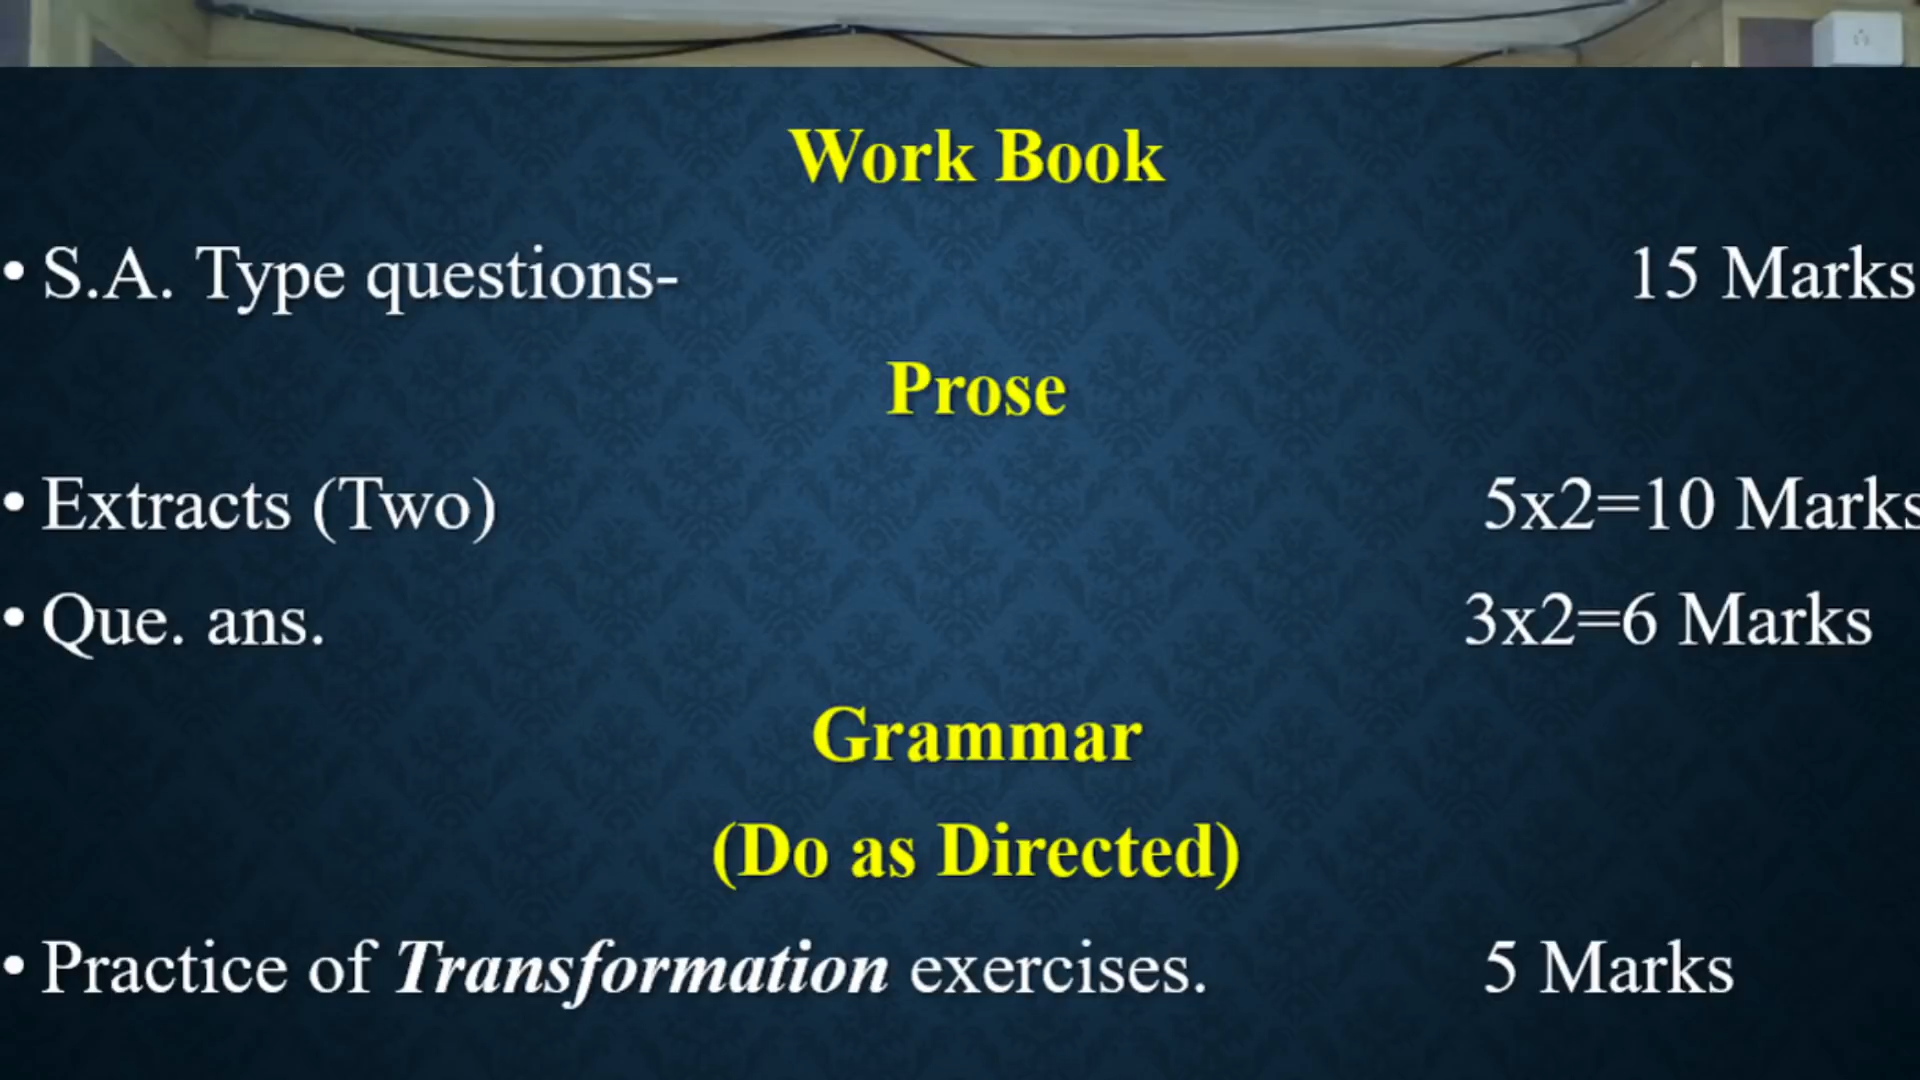 Work Book
• S.A. Type questions- 15 Marks
Prose
• Extracts (Two) 5x2=10 Marks
• Que. ans. 3x2=6 Marks
Grammar
(Do as Directed)
• Practice of Transformation exercises. 5 Marks